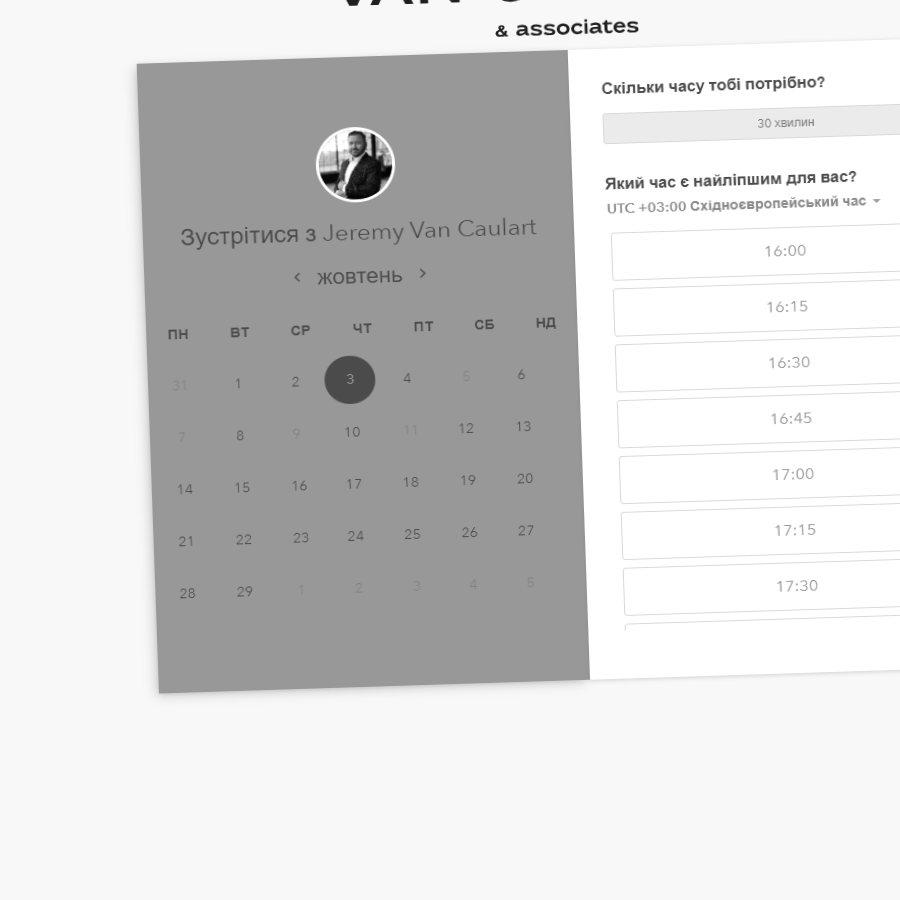 & associates
Зустрітися з Jeremy Van Caulart
‹ жовтень ›
ПН ВТ СР ЧТ ПТ СБ НД
31 1 2 3 4 5 6
7 8 9 10 11 12 13
14 15 16 17 18 19 20
21 22 23 24 25 26 27
28 29 1 2 3 4 5
Скільки часу тобі потрібно?
30 хвилин
Який час є найліпшим для вас?
UTC +03:00 Східноєвропейський час
16:00
16:15
16:30
16:45
17:00
17:15
17:30